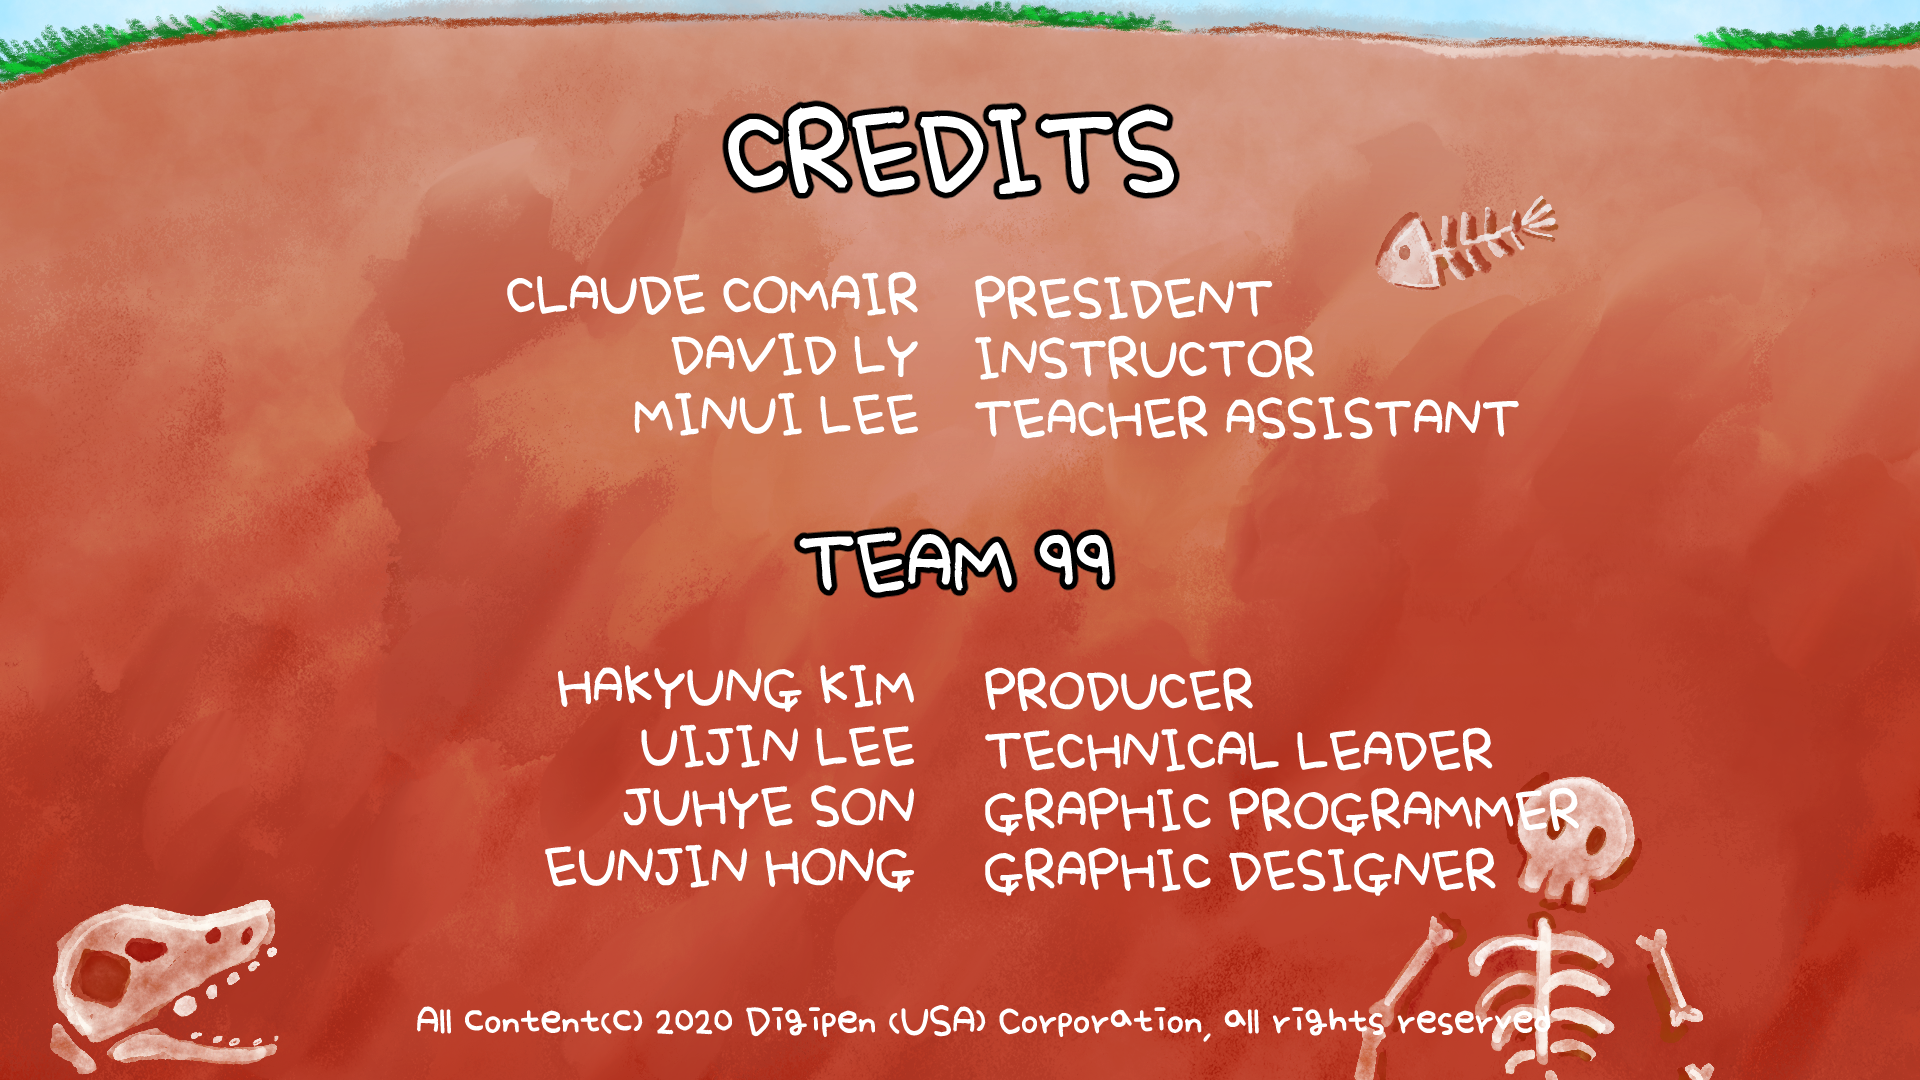 CREDITS
CLAUDE COMAIR PRESIDENT
DAVID LY INSTRUCTOR
MINUI LEE TEACHER ASSISTANT
TEAM 99
HAKYUNG KIM PRODUCER
UIJIN LEE TECHNICAL LEADER
JUHYE SON GRAPHIC PROGRAMMER
EUNJIN HONG GRAPHIC DESIGNER
All Content(C) 2020 Digipen (USA) Corporation, all rights reserved